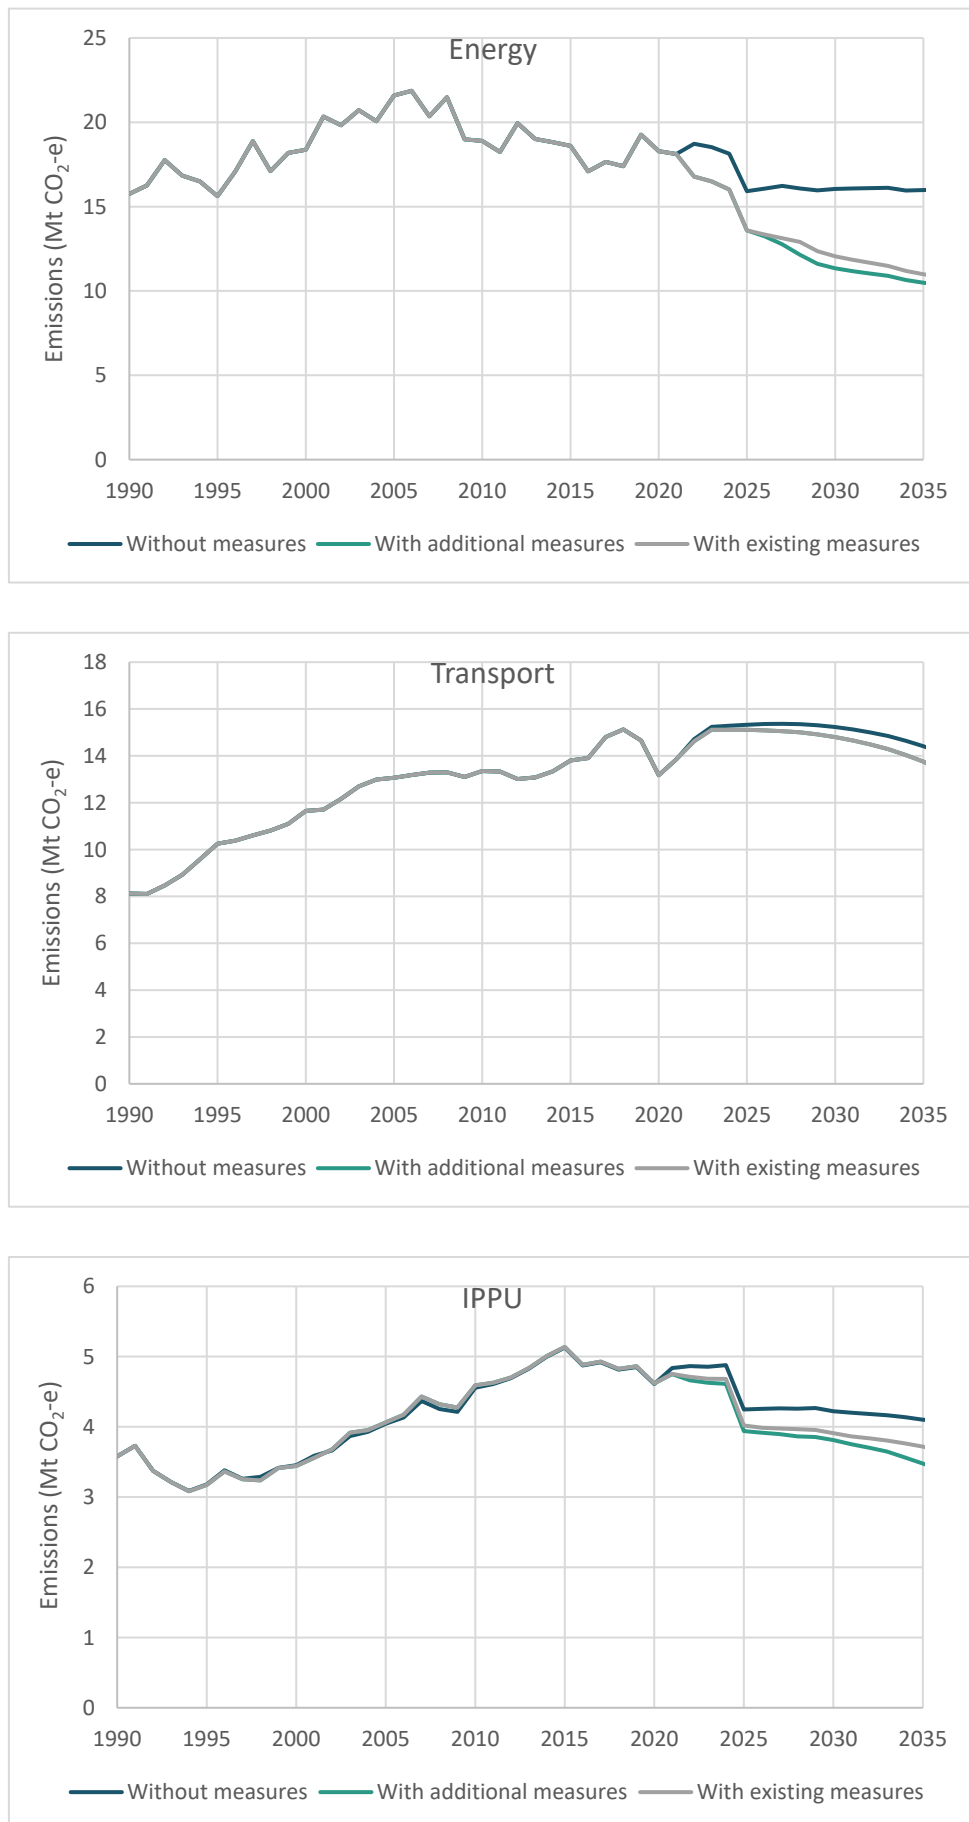 Energy
Emissions (Mt CO₂-e)
25
20
15
10
5
0
1990 1995 2000 2005 2010 2015 2020 2025 2030 2035
Without measures With additional measures With existing measures
Transport
Emissions (Mt CO₂-e)
18
16
14
12
10
8
6
4
2
0
1990 1995 2000 2005 2010 2015 2020 2025 2030 2035
Without measures With additional measures With existing measures
IPPU
Emissions (Mt CO₂-e)
6
5
4
3
2
1
0
1990 1995 2000 2005 2010 2015 2020 2025 2030 2035
Without measures With additional measures With existing measures